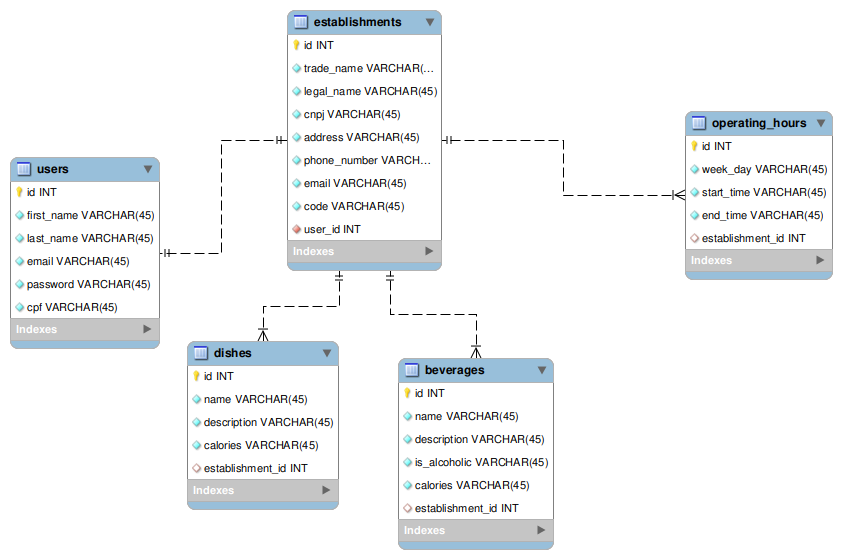 establishments
id INT
trade_name VARCHAR(...
legal_name VARCHAR(45)
cnpj VARCHAR(45)
address VARCHAR(45)
phone_number VARCH...
email VARCHAR(45)
code VARCHAR(45)
user_id INT
Indexes
operating_hours
id INT
week_day VARCHAR(45)
start_time VARCHAR(45)
end_time VARCHAR(45)
establishment_id INT
Indexes
users
id INT
first_name VARCHAR(45)
last_name VARCHAR(45)
email VARCHAR(45)
password VARCHAR(45)
cpf VARCHAR(45)
Indexes
dishes
id INT
name VARCHAR(45)
description VARCHAR(45)
calories VARCHAR(45)
establishment_id INT
Indexes
beverages
id INT
name VARCHAR(45)
description VARCHAR(45)
is_alcoholic VARCHAR(45)
calories VARCHAR(45)
establishment_id INT
Indexes